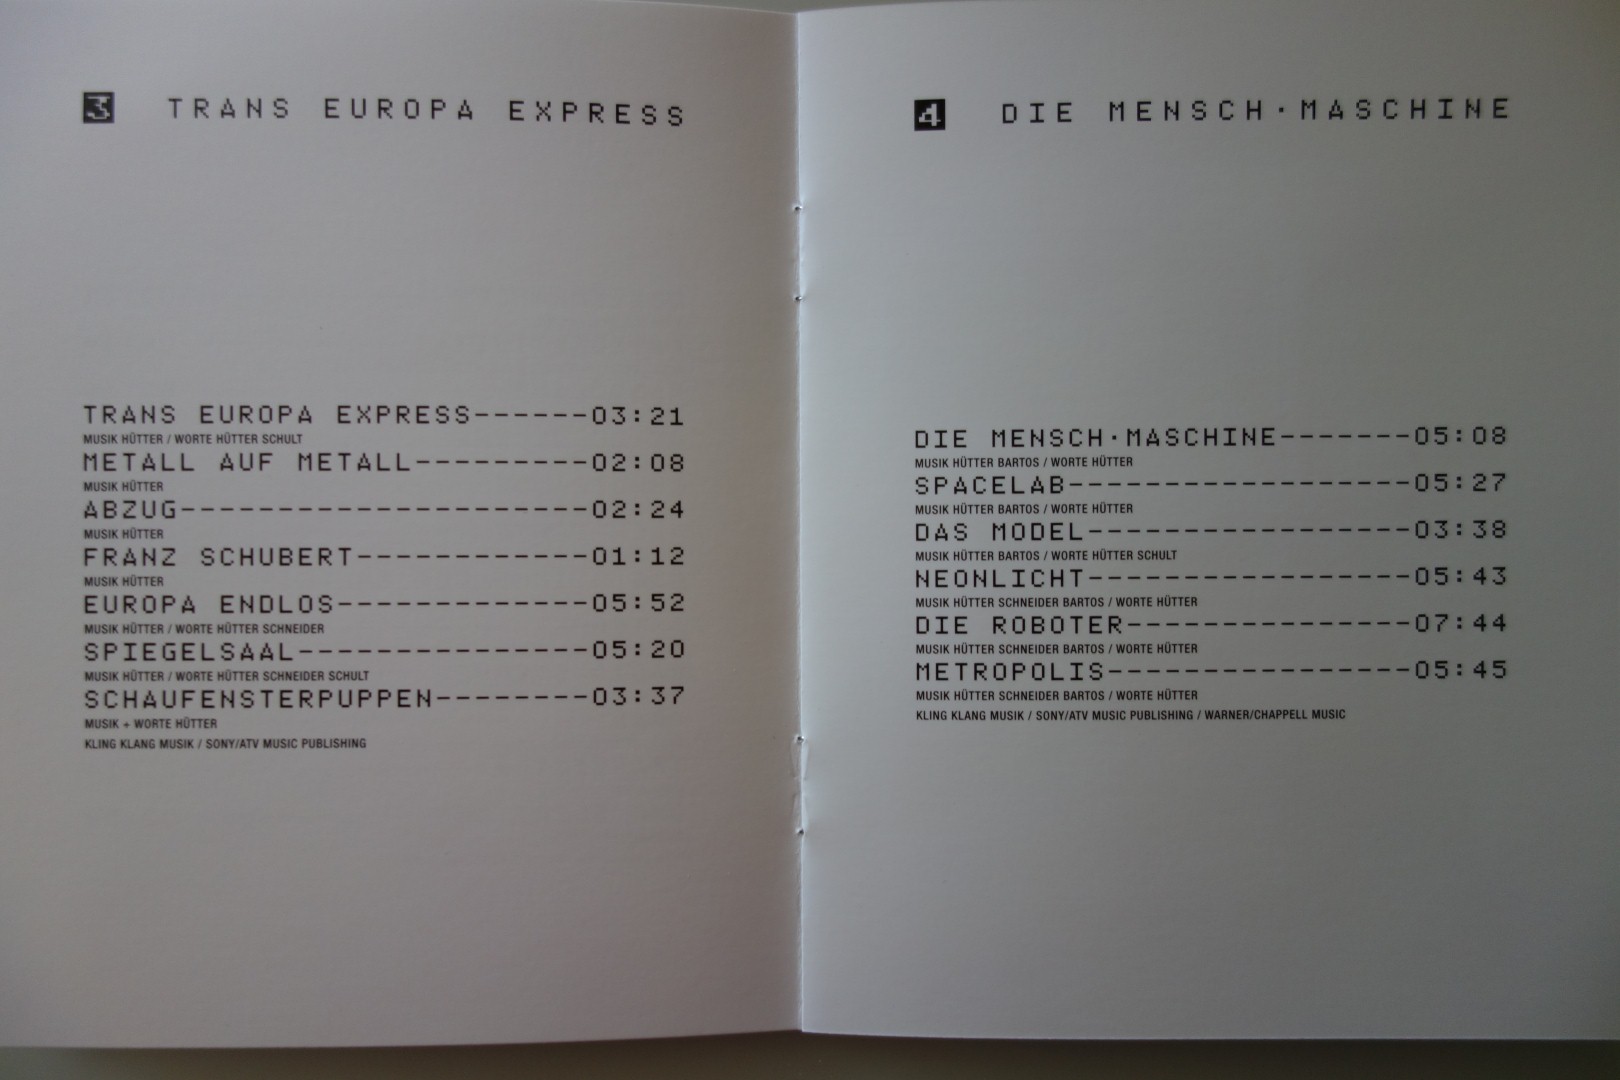 3 TRANS EUROPA EXPRESS
TRANS EUROPA EXPRESS------03:21
MUSIK HÜTTER / WORTE HÜTTER SCHULT
METALL AUF METALL---------02:08
MUSIK HÜTTER
ABZUG---------------------02:24
MUSIK HÜTTER
FRANZ SCHUBERT------------01:12
MUSIK HÜTTER
EUROPA ENDLOS-------------05:52
MUSIK HÜTTER / WORTE HÜTTER SCHNEIDER
SPIEGELSAAL---------------05:20
MUSIK HÜTTER / WORTE HÜTTER SCHNEIDER SCHULT
SCHAUFENSTERPUPPEN--------03:37
MUSIK + WORTE HÜTTER
KLING KLANG MUSIK / SONY/ATV MUSIC PUBLISHING
4 DIE MENSCH·MASCHINE
DIE MENSCH·MASCHINE-------05:08
MUSIK HÜTTER BARTOS / WORTE HÜTTER
SPACELAB------------------05:27
MUSIK HÜTTER BARTOS / WORTE HÜTTER
DAS MODEL-----------------03:38
MUSIK HÜTTER BARTOS / WORTE HÜTTER SCHULT
NEONLICHT-----------------05:43
MUSIK HÜTTER SCHNEIDER BARTOS / WORTE HÜTTER
DIE ROBOTER---------------07:44
MUSIK HÜTTER SCHNEIDER BARTOS / WORTE HÜTTER
METROPOLIS----------------05:45
MUSIK HÜTTER SCHNEIDER BARTOS / WORTE HÜTTER
KLING KLANG MUSIK / SONY/ATV MUSIC PUBLISHING / WARNER/CHAPPELL MUSIC